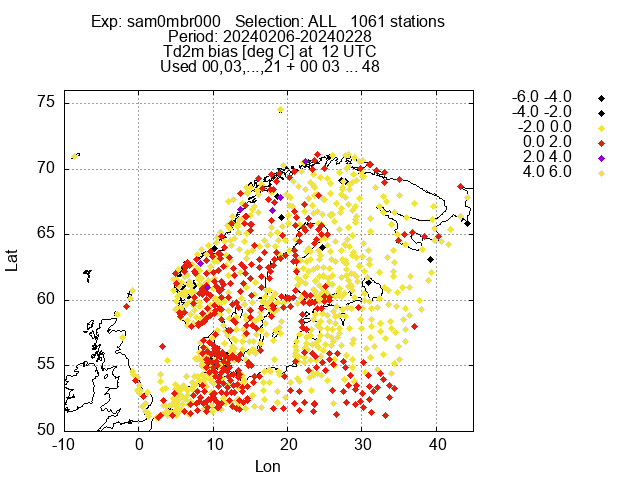 Exp: sam0mbr000   Selection: ALL   1061 stations
Period: 20240206-20240228
Td2m bias [deg C] at  12 UTC
Used 00,03,...,21 + 00 03 ... 48
-6.0 -4.0
-4.0 -2.0
-2.0 0.0
0.0 2.0
2.0 4.0
4.0 6.0
75
70
65
60
55
50
Lat
-10 0 10 20 30 40
Lon